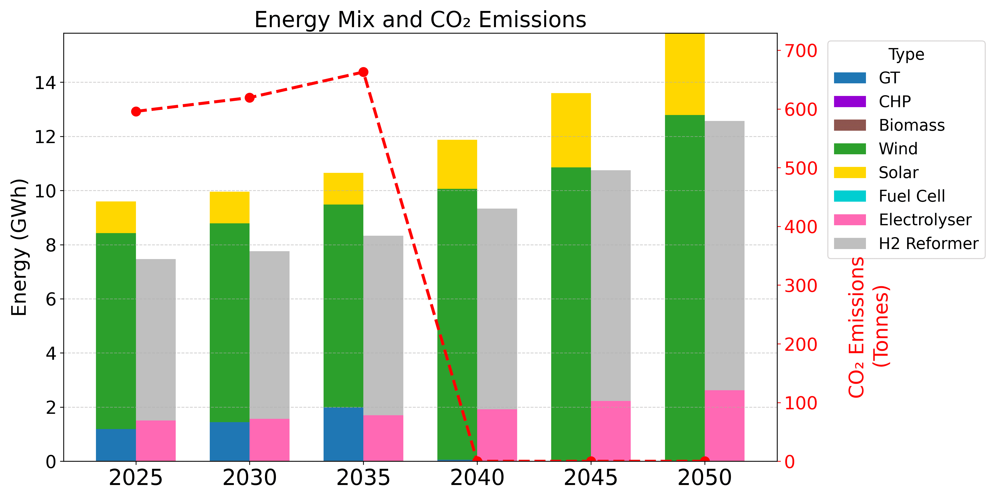 Energy Mix and CO₂ Emissions
Energy (GWh)
14
12
10
8
6
4
2
0
2025
2030
2035
2040
2045
2050
700
600
500
400
300
200
100
0
CO₂ Emissions
(Tonnes)
Type
GT
CHP
Biomass
Wind
Solar
Fuel Cell
Electrolyser
H2 Reformer